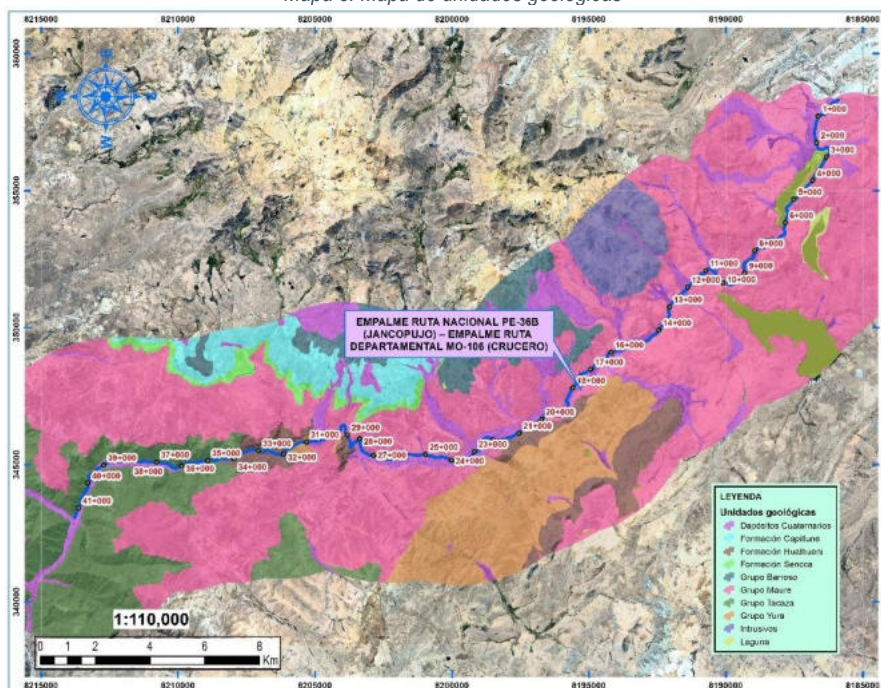 Mapa 3. Mapa de unidades geológicas
8215000 8210000 8205000 8200000 8195000 8190000 8185000
360000
355000
350000
345000
340000
W
1+000
2+000
3+000
4+000
5+000
6+000
8+000
9+000
10+000
11+000
12+000
13+000
14+000
16+000
17+000
18+000
EMPALME RUTA NACIONAL PE-36B
(JANCOPUJO) – EMPALME RUTA
DEPARTAMENTAL MO-106 (CRUCERO)
20+000
21+000
23+000
24+000
25+000
27+000
28+000
29+000
31+000
32+000
33+000
34+000
35+000
36+000
37+000
38+000
39+000
40+000
41+000
LEYENDA
Unidades geológicas
Depósitos Cuaternarios
Formación Capillune
Formación Hualhuani
Formación Sencca
Grupo Barroso
Grupo Maure
Grupo Tacaza
Grupo Yura
Intrusivos
Laguna
1:110,000
0 1 2 4 6 8
Km